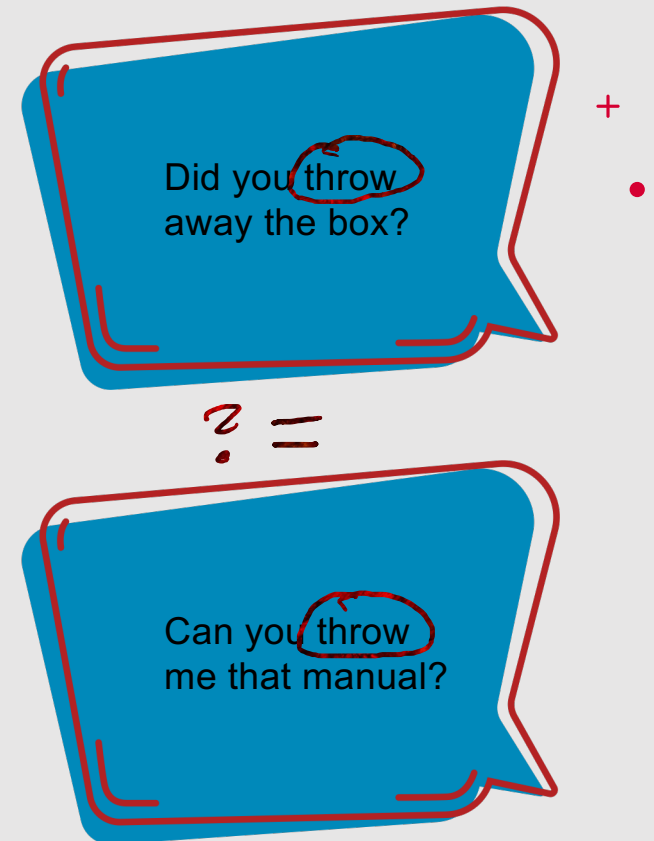 Did you throw
away the box?
? =
Can you throw
me that manual?